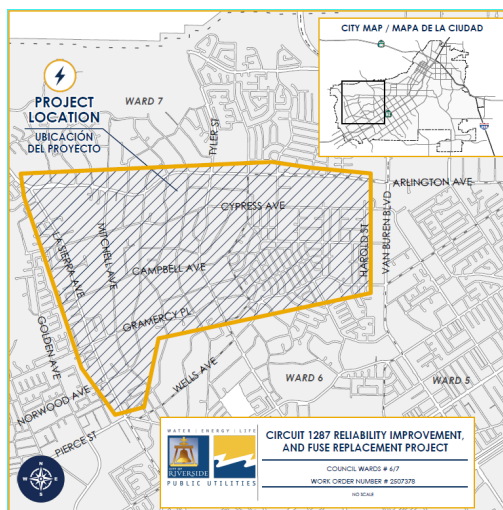 CITY MAP / MAPA DE LA CIUDAD
PROJECT
LOCATION
UBICACIÓN
DEL PROYECTO
WARD 7
TYLER ST
ARLINGTON AVE
CYPRESS AVE
VAN BUREN BLVD
HAROLD ST
LA SIERRA AVE
MITCHELL AVE
CAMPBELL AVE
GRAMERCY PL
GOLDEN AVE
WELLS AVE
WARD 6
WARD 5
NORWOOD AVE
PIERCE ST
N
W
E
S
WATER | ENERGY | LIFE
CITY OF
RIVERSIDE
PUBLIC UTILITIES
CIRCUIT 1287 RELIABILITY IMPROVEMENT,
AND FUSE REPLACEMENT PROJECT
COUNCIL WARDS # 6/7
WORK ORDER NUMBER # 2507378
NO SCALE